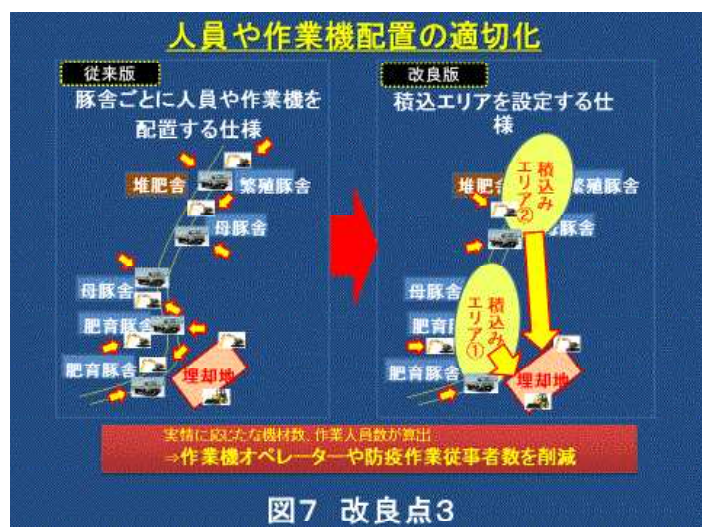 人員や作業機配置の適切化
従来版
豚舎ごとに人員や作業機を
配置する仕様
堆肥舎
繁殖豚舎
母豚舎
母豚舎
肥育豚舎
肥育豚舎
埋却地
改良版
積込エリアを設定する仕
様
堆肥
積込み
エリア②
繁殖豚舎
母豚舎
母豚舎
積込み
エリア①
肥育
肥育豚舎
埋却地
実情に応じたな機材数、作業人員数が算出
⇒作業機オペレーターや防疫作業従事者数を削減
図7 改良点3